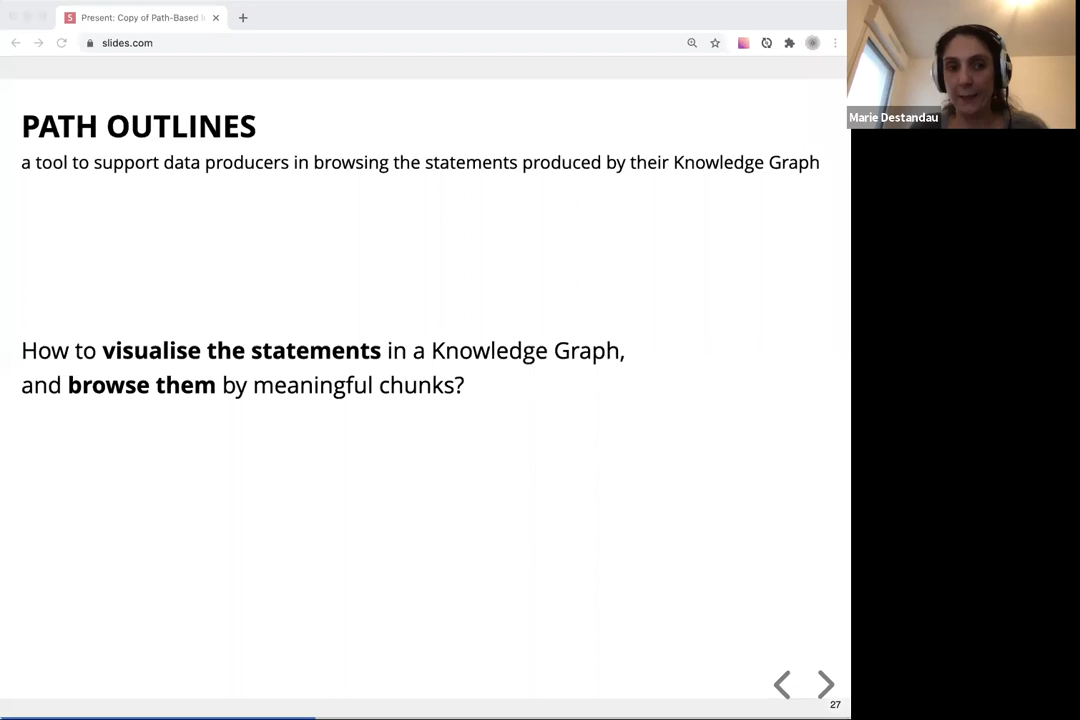 Present: Copy of Path-Based I
slides.com
Marie Destandau
PATH OUTLINES
a tool to support data producers in browsing the statements produced by their Knowledge Graph
How to visualise the statements in a Knowledge Graph,
and browse them by meaningful chunks?
27